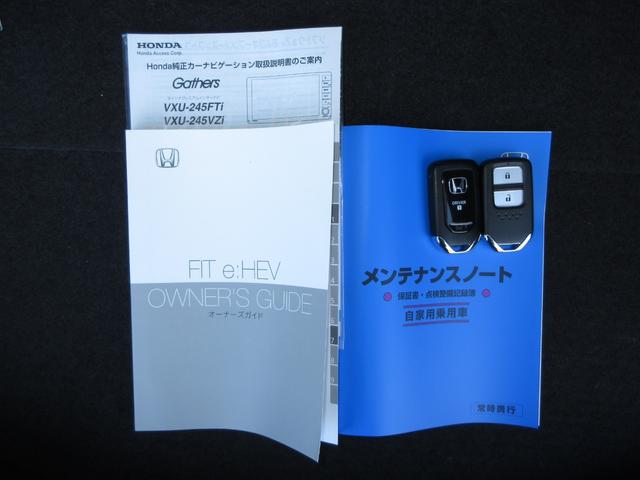 HONDA
Honda Access Corp.
Honda純正カーナビゲーション取扱説明書のご案内
Gathers
VXU-245FTi
VXU-245VZi
FIT e:HEV
OWNER'S GUIDE
オーナーズガイド
DRIVER
1
メンテナンスノート
保証書・点検整備記録簿
自家用乗用車
常時携行
7